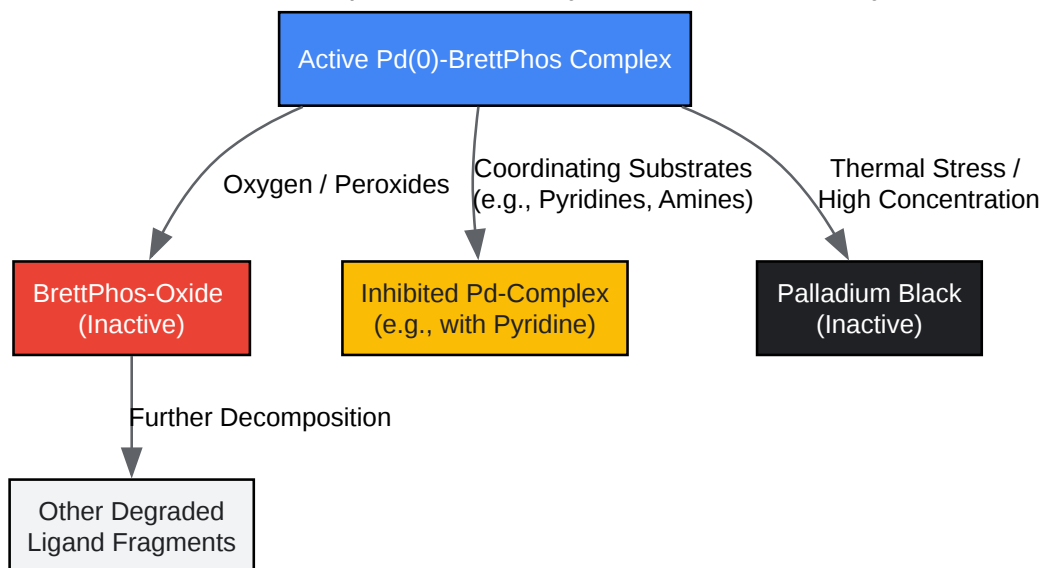 Active Pd(0)-BrettPhos Complex
Oxygen / Peroxides
Coordinating Substrates
(e.g., Pyridines, Amines)
Thermal Stress /
High Concentration
BrettPhos-Oxide
(Inactive)
Inhibited Pd-Complex
(e.g., with Pyridine)
Palladium Black
(Inactive)
Further Decomposition
Other Degraded
Ligand Fragments